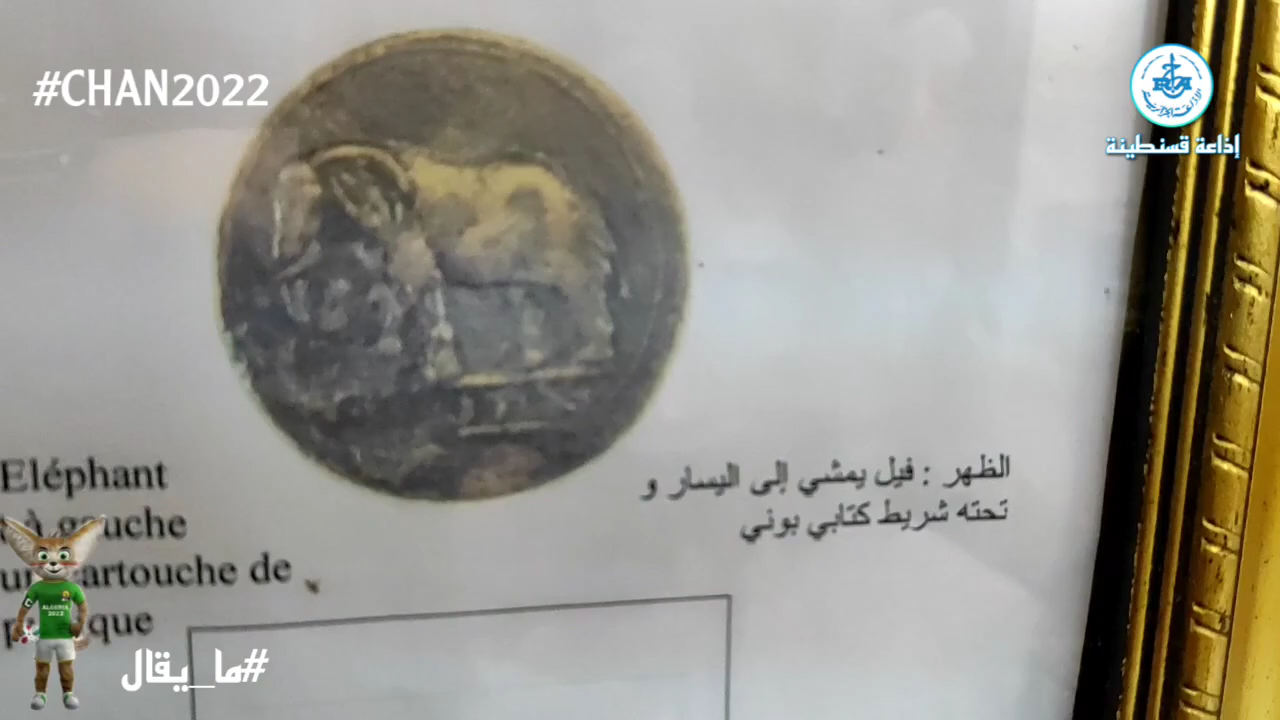 #CHAN2022
إذاعة قسنطينة
الظهر : فيل يمشي إلى اليسار و
تحته شريط كتابي بوني
Eléphant
à gauche
cartouche de
#ما_يقال
ALGERIA
2022